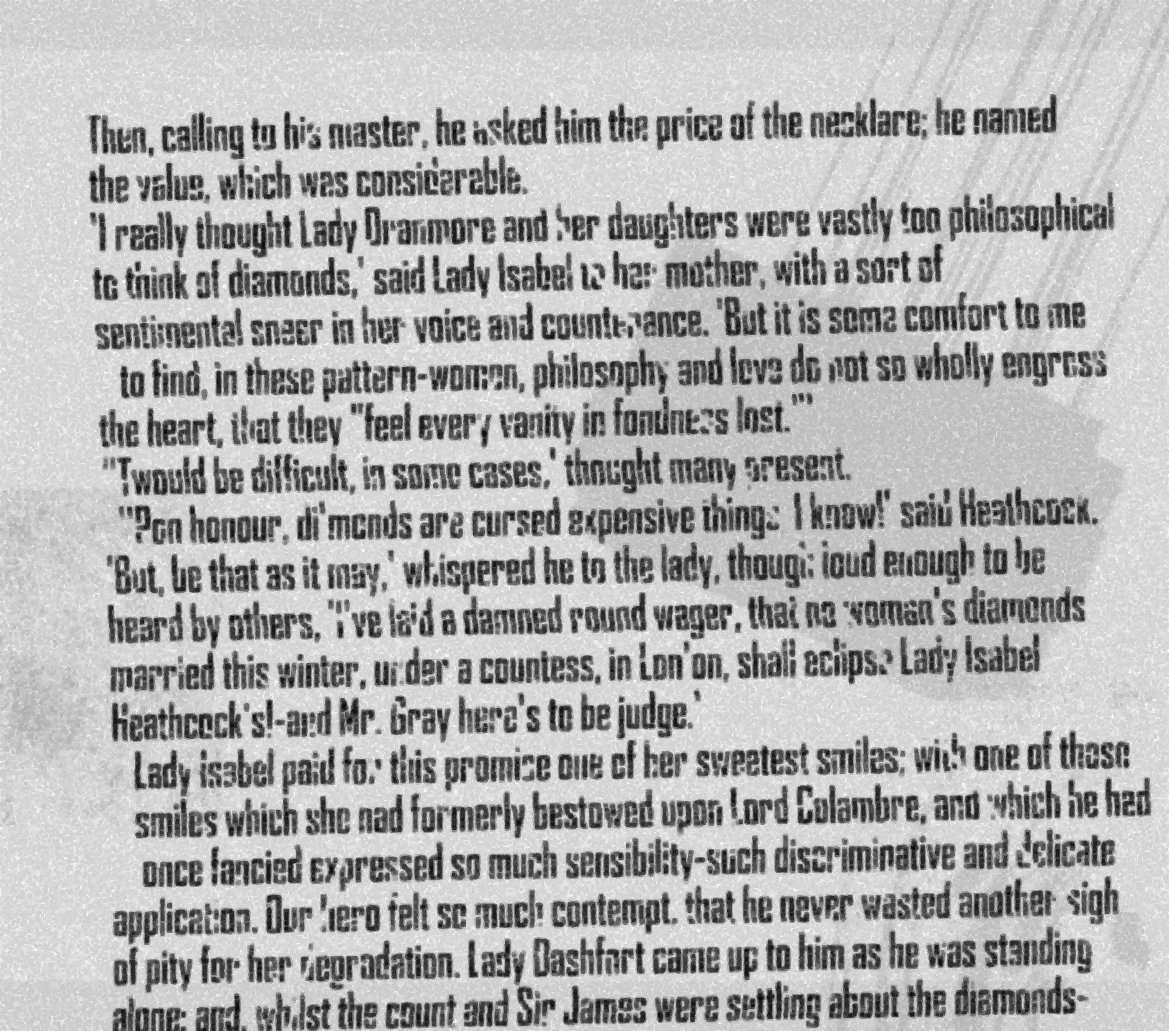 Then, calling to his master, he asked him the price of the necklace; he named
the value, which was considerable.
'I really thought Lady Oranmore and her daughters were vastly too philosophical
to think of diamonds,' said Lady Isabel to her mother, with a sort of
sentimental sneer in her voice and countenance. 'But it is some comfort to me
to find, in these pattern-women, philosophy and love do not so wholly engross
the heart, that they "feel every vanity in fondness lost."'
''Twould be difficult, in some cases,' thought many present.
''Pon honour, di'monds are cursed expensive things I know!' said Heathcock.
'But, be that as it may,' whispered he to the lady, though loud enough to be
heard by others, 'I've laid a damned round wager, that no woman's diamonds
married this winter, under a countess, in Lon'on, shall eclipse Lady Isabel
Heathcock's!-and Mr. Gray here's to be judge.'
Lady Isabel paid for this promise one of her sweetest smiles; with one of those
smiles which she had formerly bestowed upon Lord Colambre, and which he had
once fancied expressed so much sensibility-such discriminative and delicate
application. Our hero felt so much contempt, that he never wasted another sigh
of pity for her degradation. Lady Dashfort came up to him as he was standing
alone; and, whilst the count and Sir James were settling about the diamonds-